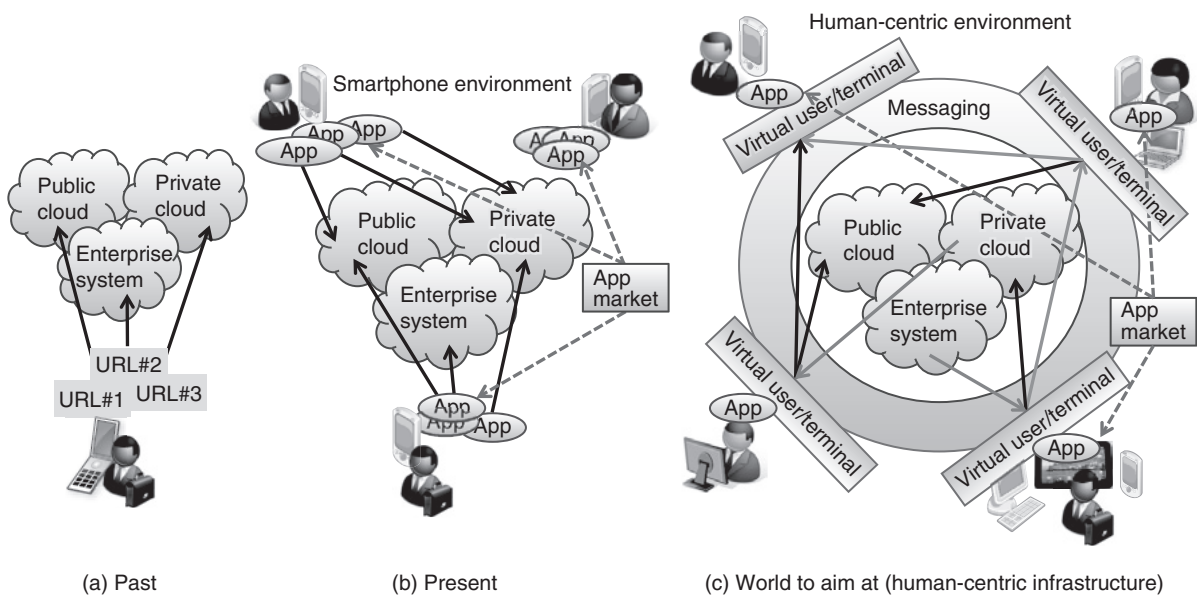 Public
cloud
Private
cloud
Enterprise
system
URL#2
URL#1
URL#3
(a) Past
Smartphone environment
App
App
App
App
App
App
Public
cloud
Private
cloud
Enterprise
system
App
market
App
App
App
(b) Present
Human-centric environment
App
Virtual user/terminal
Messaging
Virtual user/terminal
App
Public
cloud
Private
cloud
Enterprise
system
App
market
Virtual user/terminal
App
Virtual user/terminal
App
(c) World to aim at (human-centric infrastructure)